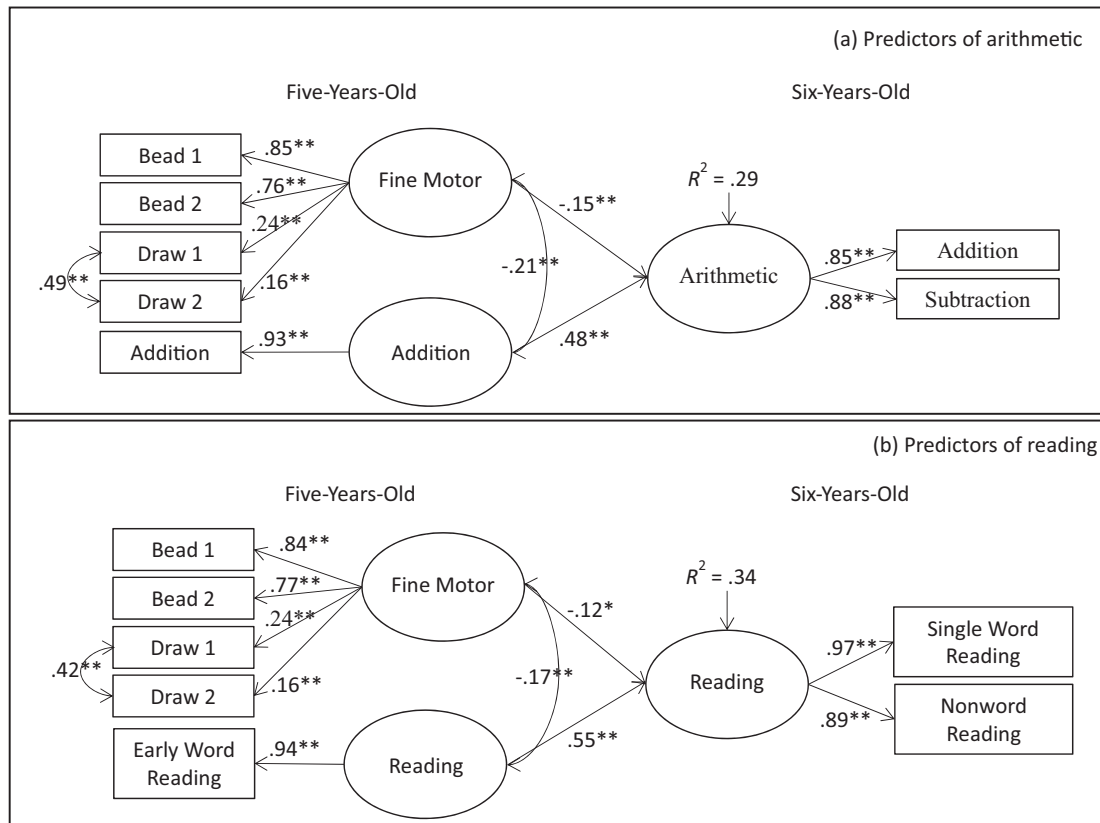 (a) Predictors of arithmetic
Five-Years-Old
Six-Years-Old
Bead 1
.85**
Bead 2
.76**
Draw 1
.24**
Draw 2
.16**
.49**
Addition
.93**
Fine Motor
Addition
-.21**
-.15**
.48**
R² = .29
Arithmetic
.85**
Addition
.88**
Subtraction
(b) Predictors of reading
Five-Years-Old
Six-Years-Old
Bead 1
.84**
Bead 2
.77**
Draw 1
.24**
Draw 2
.16**
.42**
Early Word
Reading
.94**
Fine Motor
Reading
-.17**
-.12*
.55**
R² = .34
Reading
.97**
Single Word
Reading
.89**
Nonword
Reading